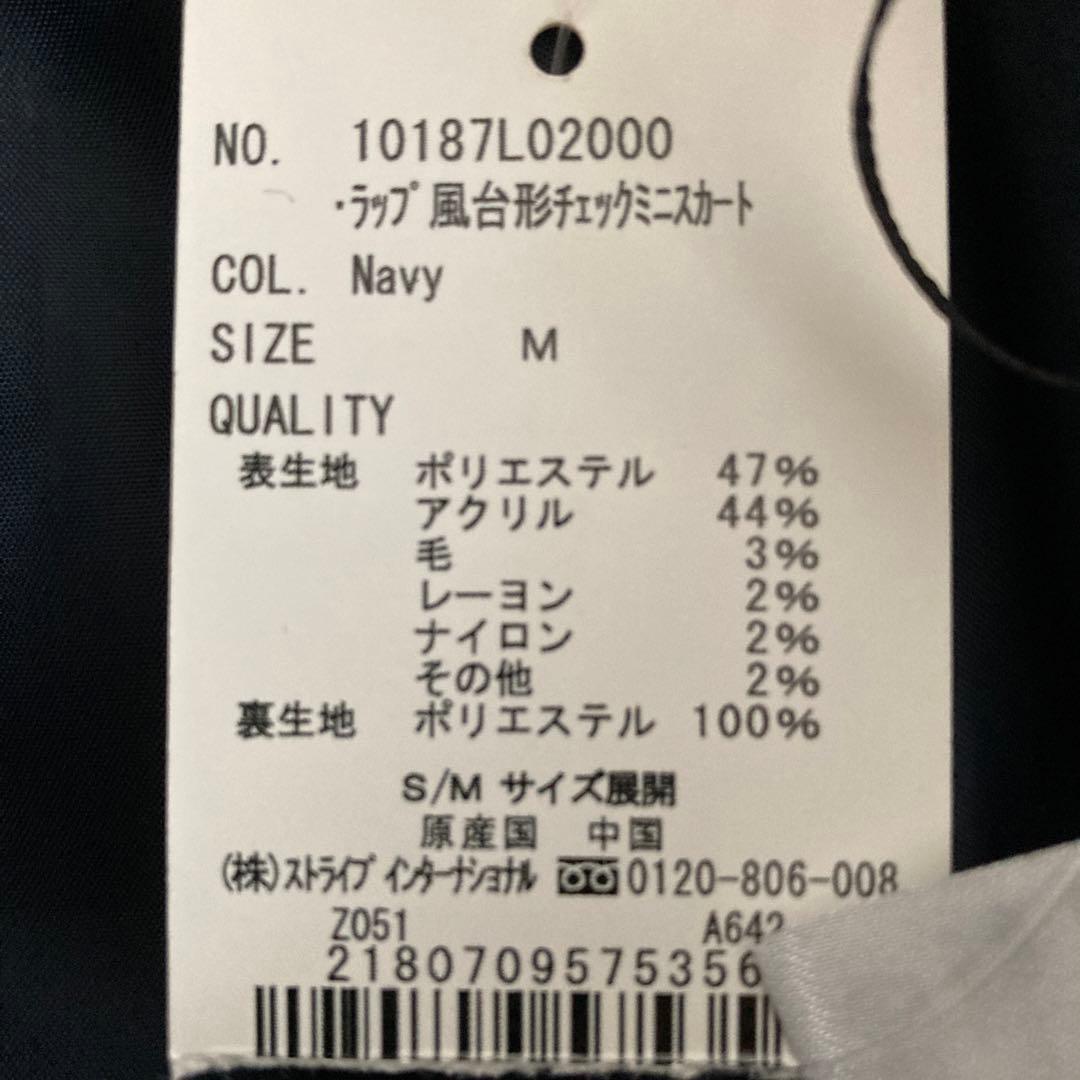 NO. 10187L02000
・ラップ風台形チェックミニスカート
COL. Navy
SIZE M
QUALITY
表生地 ポリエステル 47%
アクリル 44%
毛 3%
レーヨン 2%
ナイロン 2%
その他 2%
裏生地 ポリエステル 100%
S/M サイズ展開
原産国 中国
(株)ストライプインターナショナル 0120-806-008
Z051 A642
2180709575356